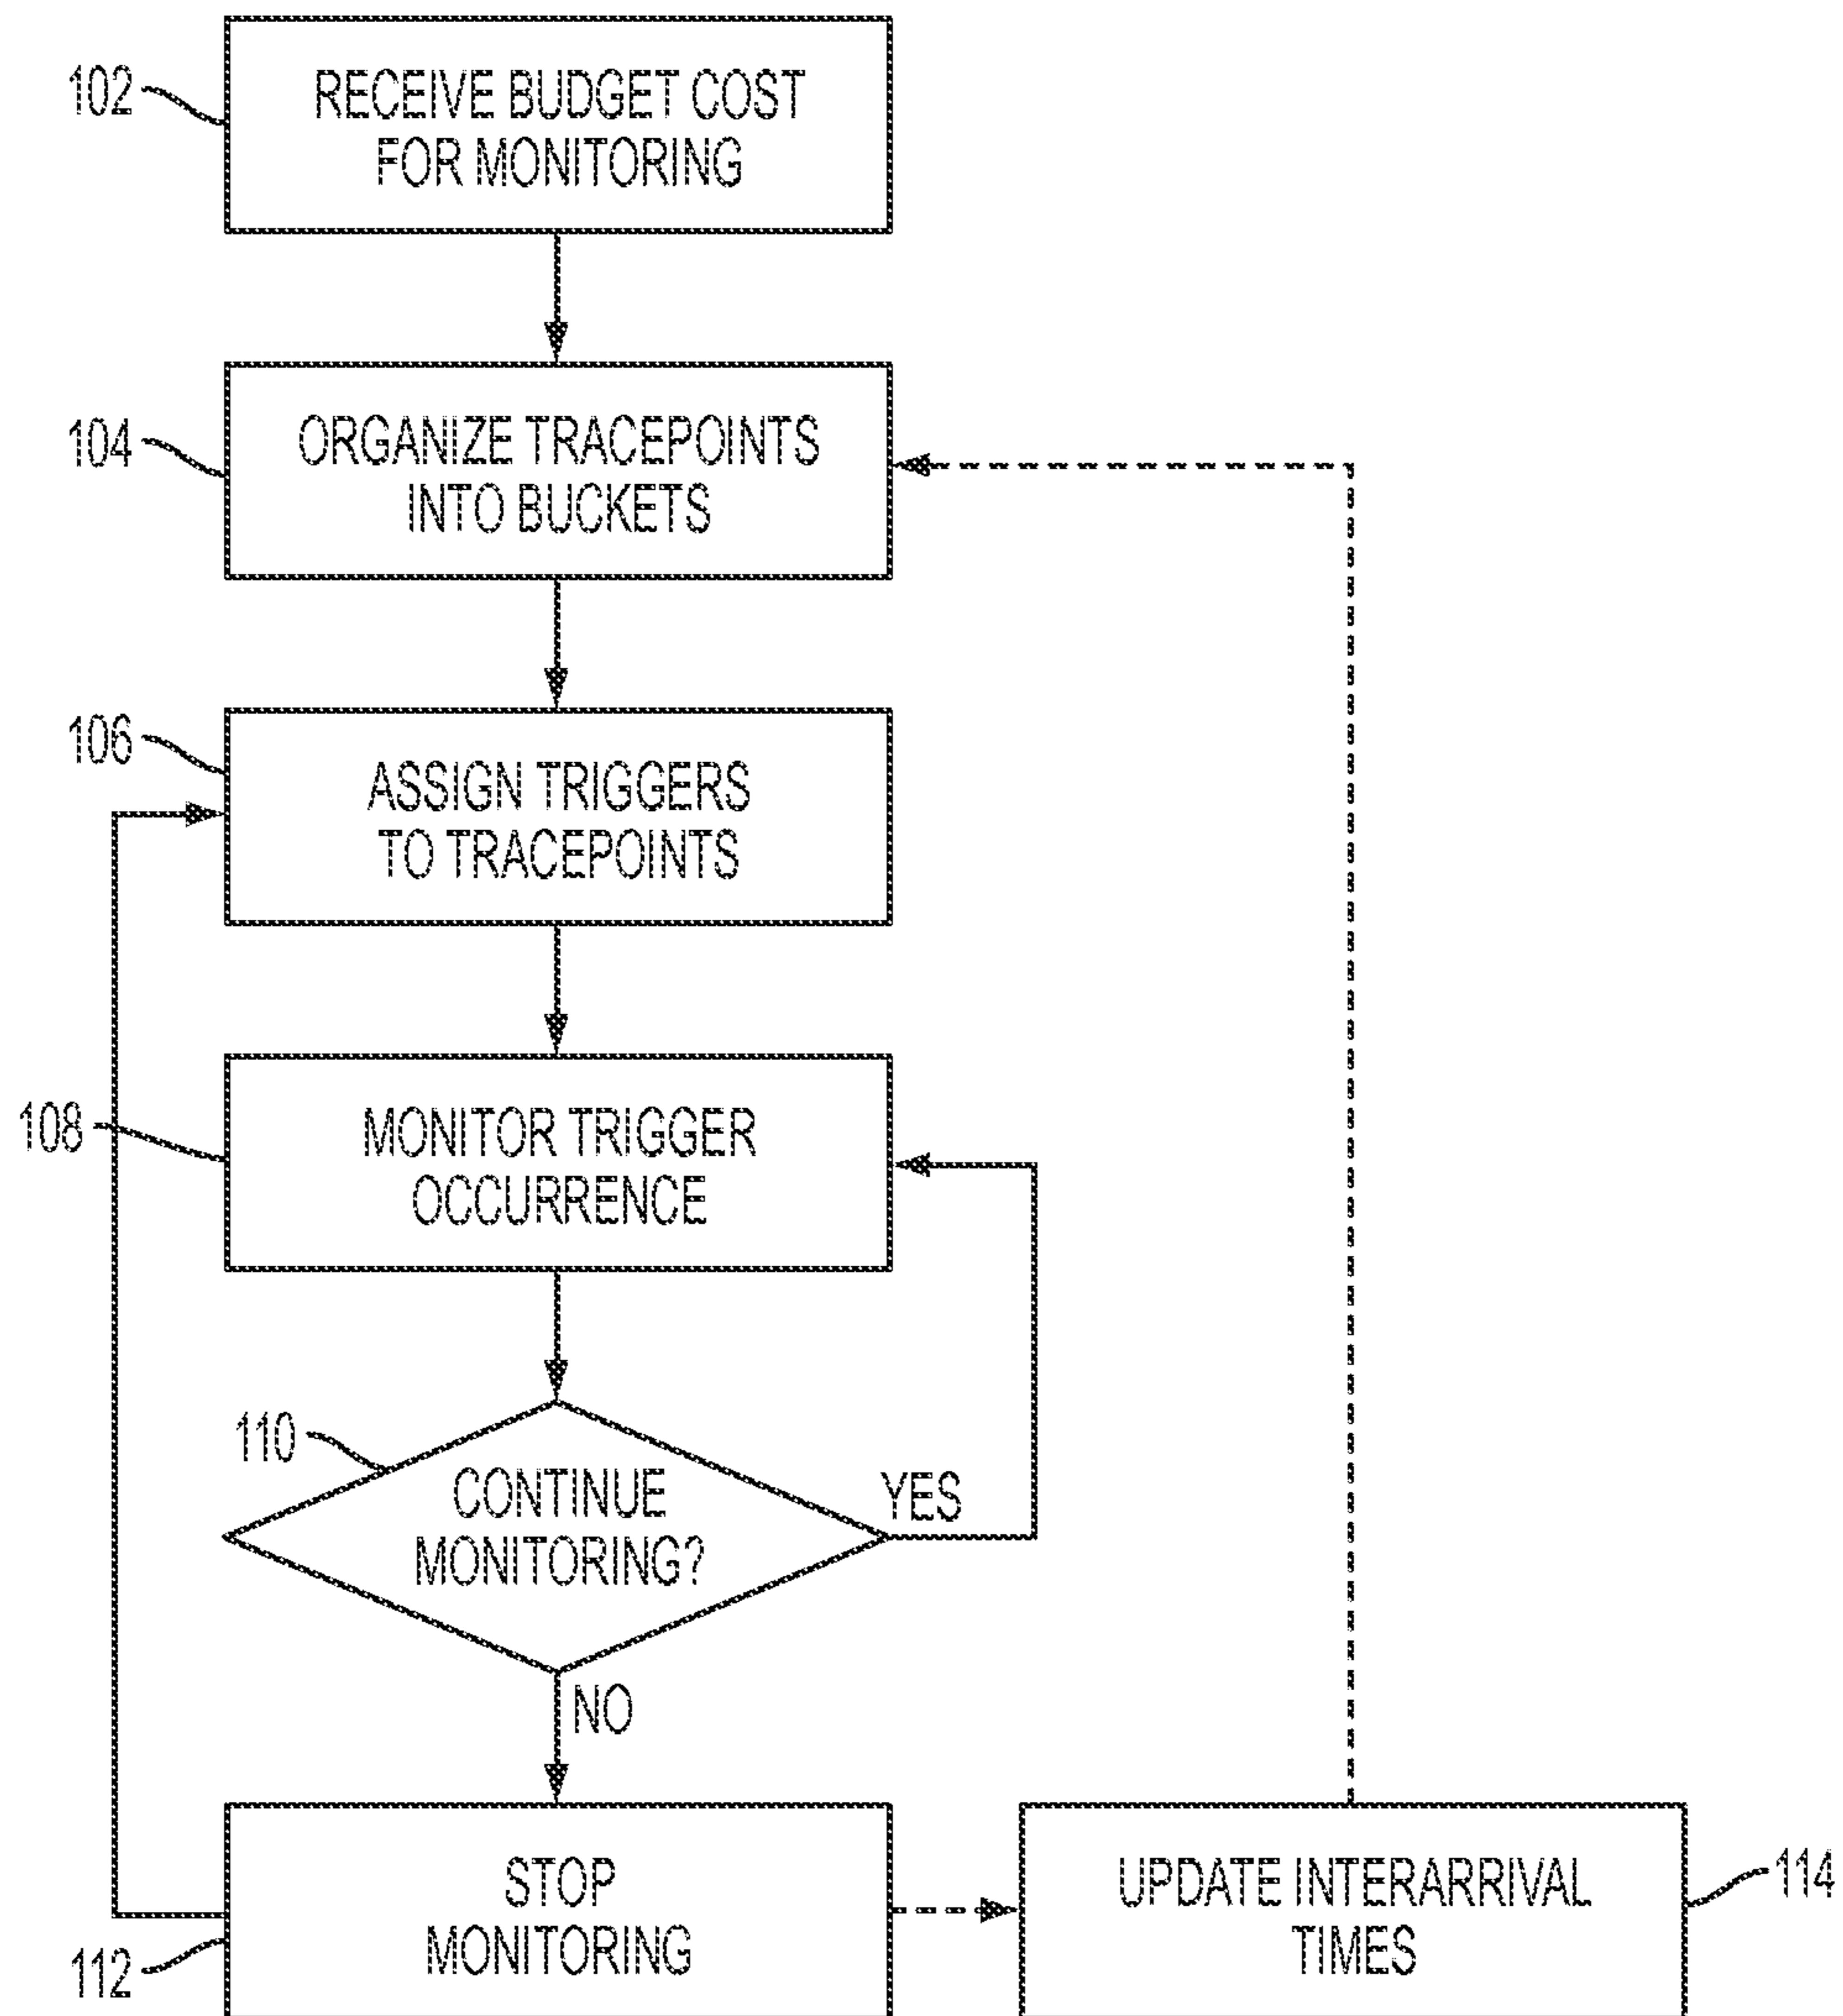 102
RECEIVE BUDGET COST
FOR MONITORING
104
ORGANIZE TRACEPOINTS
INTO BUCKETS
106
ASSIGN TRIGGERS
TO TRACEPOINTS
108
MONITOR TRIGGER
OCCURRENCE
110
CONTINUE
MONITORING?
YES
NO
STOP
MONITORING
112
UPDATE INTERARRIVAL
TIMES
114